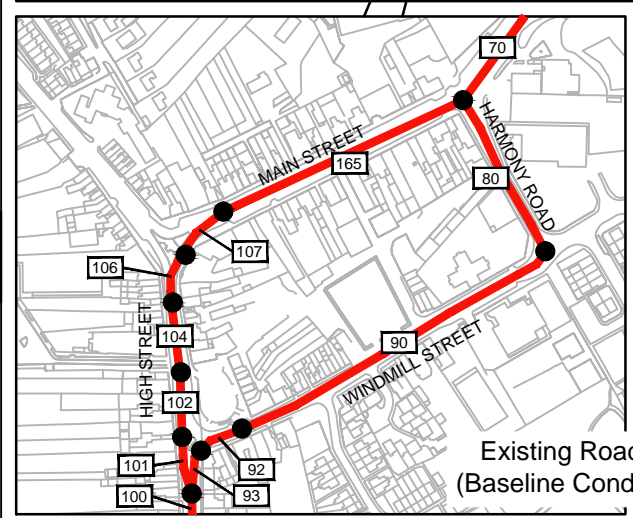 70
HARMONY ROAD
MAIN STREET
165
80
107
106
HIGH STREET
104
90
WINDMILL STREET
102
101
92
93
100
Existing Road
(Baseline Cond